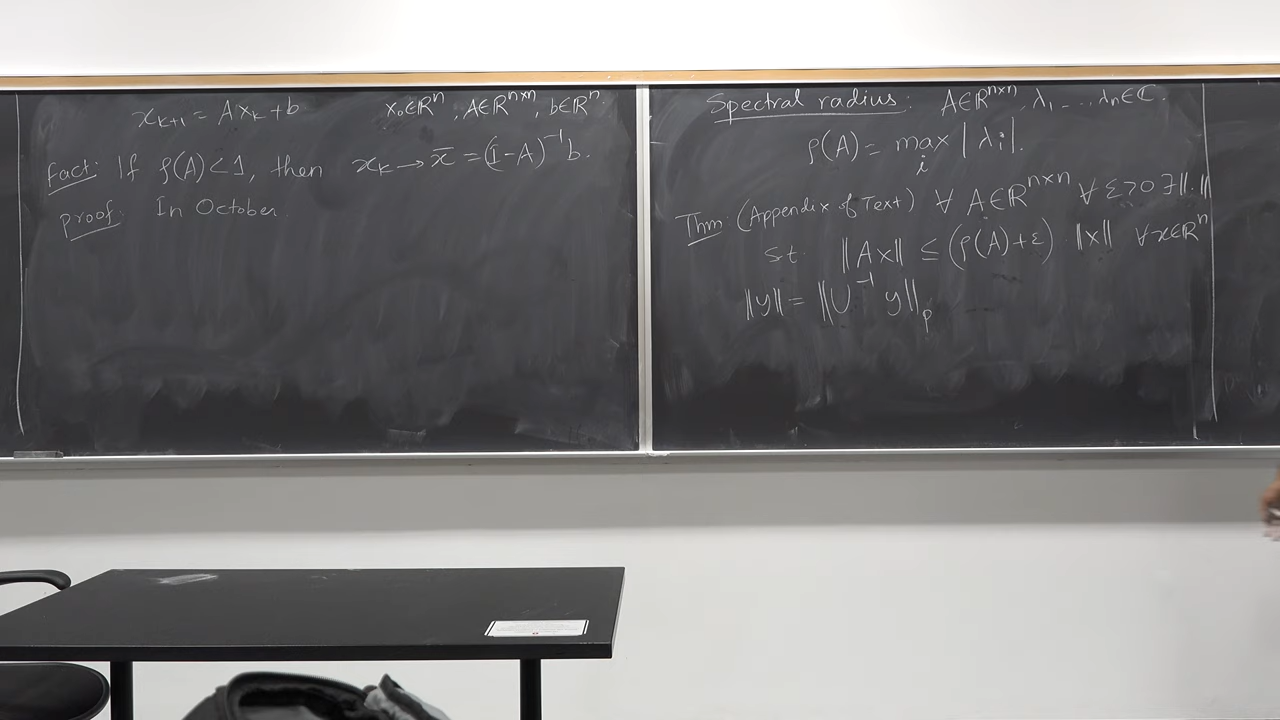 x_{k+1} = Ax_k + b   x_0 ∈ ℝ^n, A ∈ ℝ^{n×n}, b ∈ ℝ^n.
Fact: If ρ(A) < 1, then x_k → x̄ = (I - A)^{-1} b.
proof: In October.
Spectral radius: A ∈ ℝ^{n×n}, λ_1 ... λ_n ∈ ℂ.
ρ(A) = max_i |λ_i|.
Thm: (Appendix of Text) ∀ A ∈ ℝ^{n×n} ∀ ε > 0 ∃ ‖.‖
s.t. ‖Ax‖ ≤ (ρ(A) + ε) ‖x‖ ∀ x ∈ ℝ^n
‖y‖ = ‖U^{-1} y‖_p